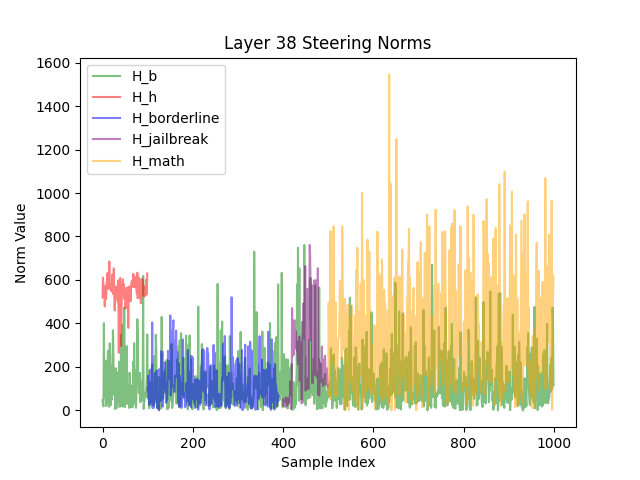 Layer 38 Steering Norms
H_b
H_h
H_borderline
H_jailbreak
H_math
Norm Value
1600
1400
1200
1000
800
600
400
200
0
0 200 400 600 800 1000
Sample Index